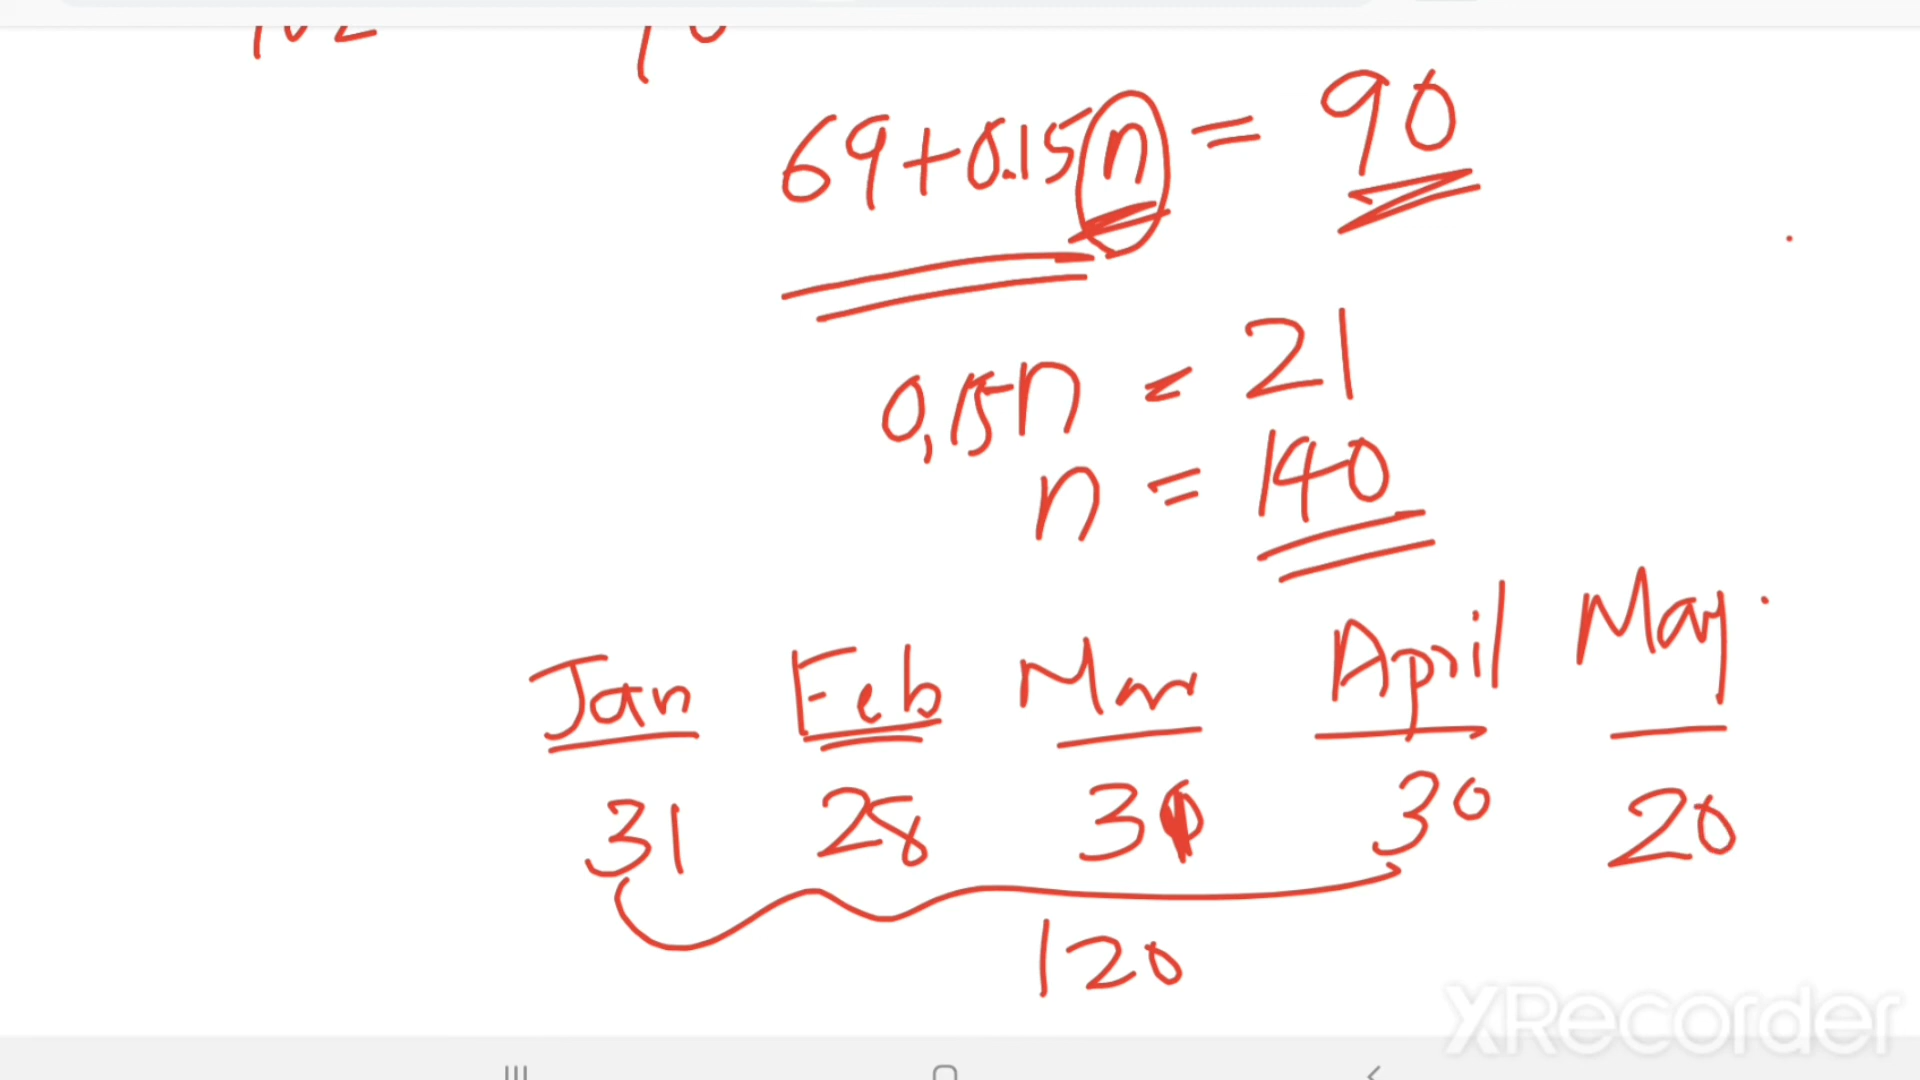 69+0.15n = 90
0,15n = 21
n = 140
Jan Feb Mar April May
31 28 31 30 20
120
XRecorder